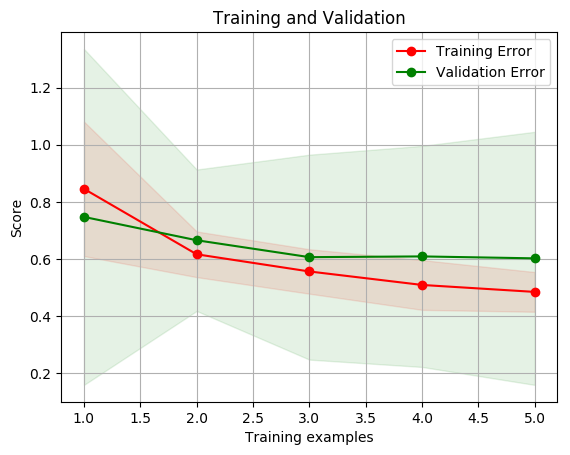 Training and Validation
Training Error
Validation Error
Score
1.2
1.0
0.8
0.6
0.4
0.2
1.0 1.5 2.0 2.5 3.0 3.5 4.0 4.5 5.0
Training examples